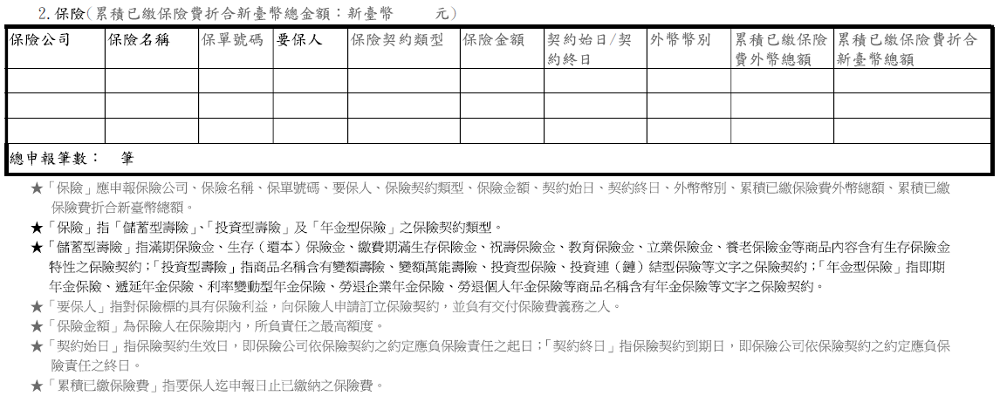 2.保險(累積已繳保險費折合新臺幣總金額：新臺幣　　　元)
保險公司 保險名稱 保單號碼 要保人 保險契約類型 保險金額 契約始日/契 外幣幣別 累積已繳保險 累積已繳保險費折合
約終日 費外幣總額 新臺幣總額
總申報筆數：　筆
★「保險」應申報保險公司、保險名稱、保單號碼、要保人、保險契約類型、保險金額、契約始日、契約終日、外幣幣別、累積已繳保險費外幣總額、累積已繳
保險費折合新臺幣總額。
★「保險」指「儲蓄型壽險」、「投資型壽險」及「年金型保險」之保險契約類型。
★「儲蓄型壽險」指滿期保險金、生存（還本）保險金、繳費期滿生存保險金、祝壽保險金、教育保險金、立業保險金、養老保險金等商品內容含有生存保險金
特性之保險契約；「投資型壽險」指商品名稱含有變額壽險、變額萬能壽險、投資型保險、投資連（鏈）結型保險等文字之保險契約；「年金型保險」指即期
年金保險、遞延年金保險、利率變動型年金保險、勞退企業年金保險、勞退個人年金保險等商品名稱含有年金保險等文字之保險契約。
★「要保人」指對保險標的具有保險利益，向保險人申請訂立保險契約，並負有交付保險費義務之人。
★「保險金額」為保險人在保險期內，所負責任之最高額度。
★「契約始日」指保險契約生效日，即保險公司依保險契約之約定應負保險責任之起日；「契約終日」指保險契約到期日，即保險公司依保險契約之約定應負保
險責任之終日。
★「累積已繳保險費」指要保人迄申報日止已繳納之保險費。